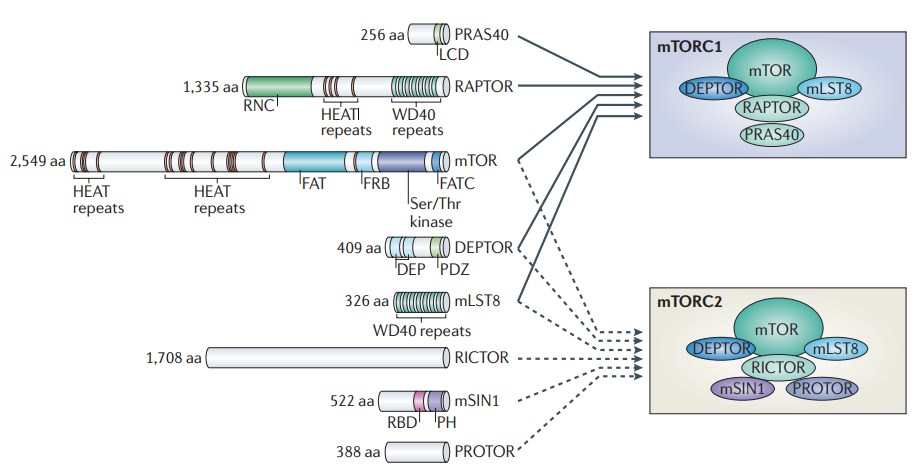 256 aa PRAS40
LCD
1,335 aa RAPTOR
RNC
HEAT
repeats
WD40
repeats
2,549 aa mTOR
HEAT
repeats
HEAT
repeats
FAT
FRB
FATC
Ser/Thr
kinase
409 aa DEPTOR
DEP
PDZ
326 aa mLST8
WD40 repeats
1,708 aa RICTOR
522 aa mSIN1
RBD
PH
388 aa PROTOR
mTORC1
mTOR
DEPTOR
mLST8
RAPTOR
PRAS40
mTORC2
mTOR
DEPTOR
mLST8
RICTOR
mSIN1
PROTOR